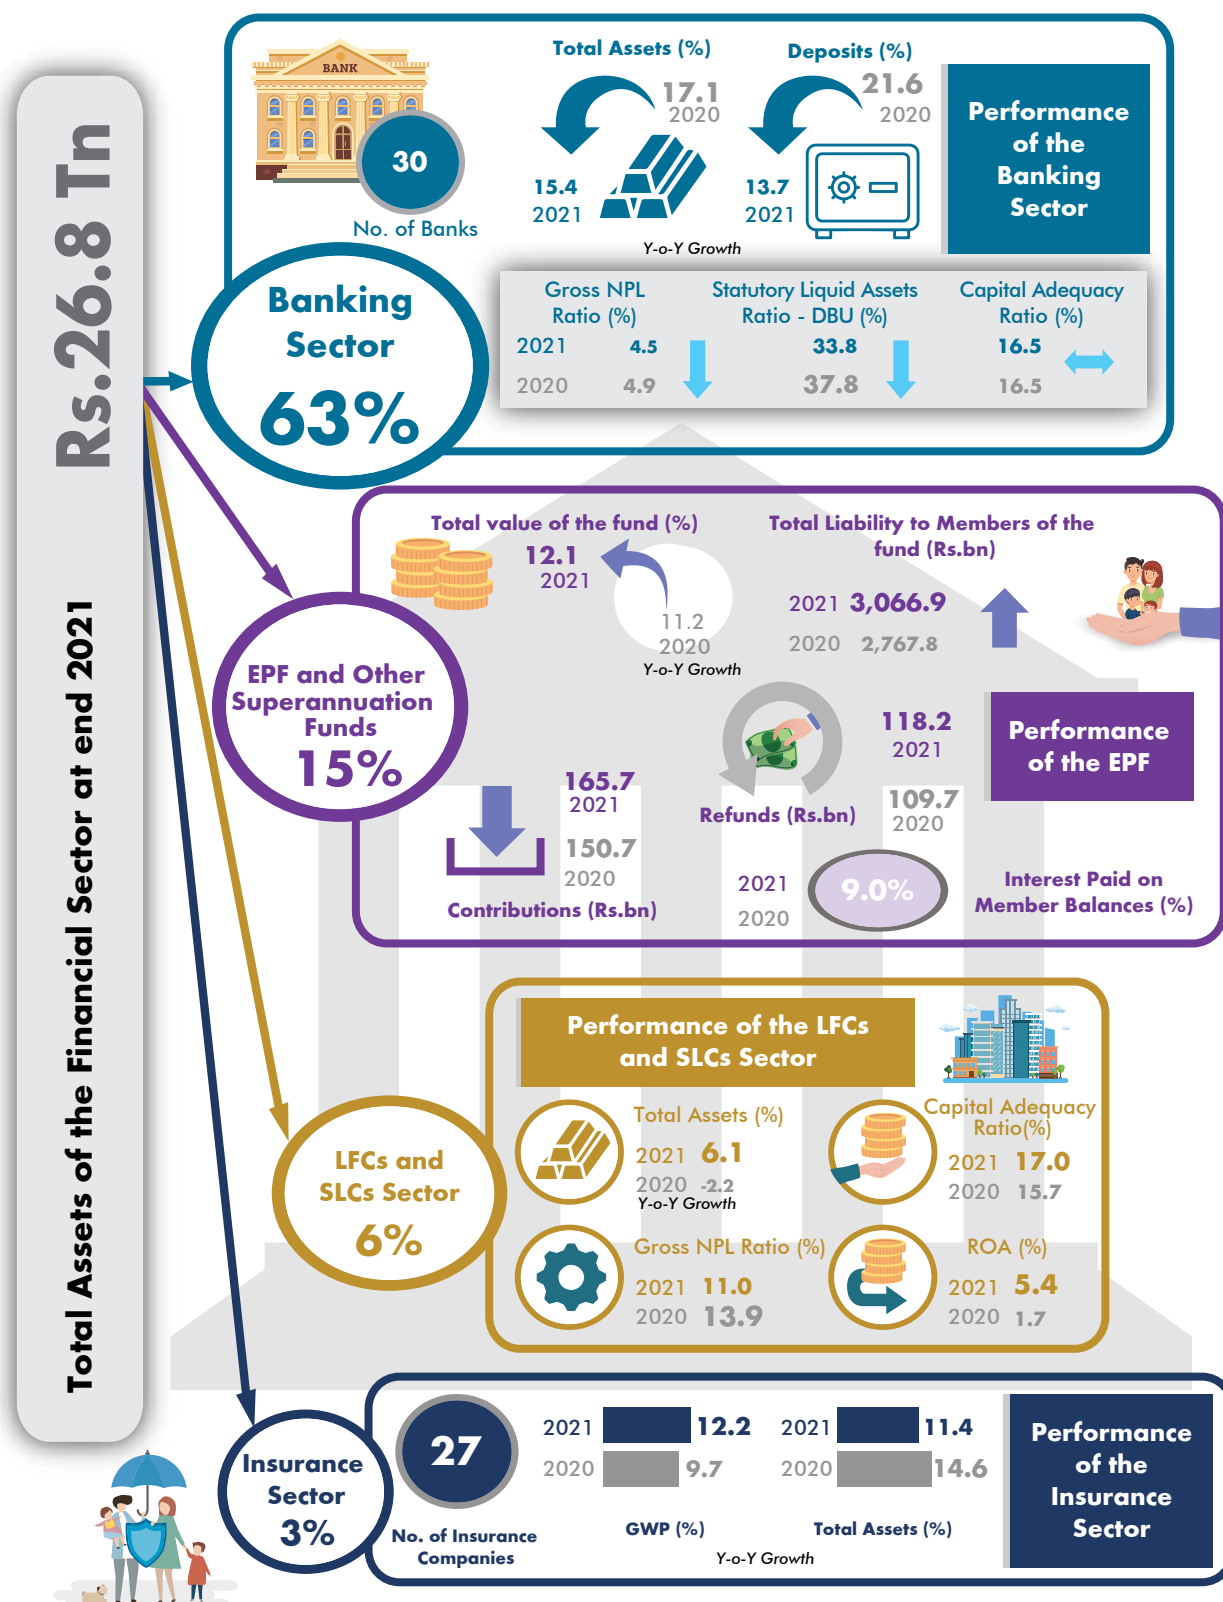 Rs.26.8 Tn
Total Assets of the Financial Sector at end 2021
BANK
30
No. of Banks
Total Assets (%)
17.1
2020
15.4
2021
Deposits (%)
21.6
2020
13.7
2021
Y-o-Y Growth
Performance
of the
Banking
Sector
Banking
Sector
63%
Gross NPL
Ratio (%)
2021 4.5
2020 4.9
Statutory Liquid Assets
Ratio - DBU (%)
33.8
37.8
Capital Adequacy
Ratio (%)
16.5
16.5
EPF and Other
Superannuation
Funds
15%
Total value of the fund (%)
12.1
2021
11.2
2020
Y-o-Y Growth
Total Liability to Members of the
fund (Rs.bn)
2021 3,066.9
2020 2,767.8
Performance
of the EPF
165.7
2021
150.7
2020
Contributions (Rs.bn)
118.2
2021
109.7
2020
Refunds (Rs.bn)
2021
2020
9.0%
Interest Paid on
Member Balances (%)
LFCs and
SLCs Sector
6%
Performance of the LFCs
and SLCs Sector
Total Assets (%)
2021 6.1
2020 -2.2
Y-o-Y Growth
Capital Adequacy
Ratio(%)
2021 17.0
2020 15.7
Gross NPL Ratio (%)
2021 11.0
2020 13.9
ROA (%)
2021 5.4
2020 1.7
Insurance
Sector
3%
27
No. of Insurance
Companies
2021 12.2
2020 9.7
GWP (%)
2021 11.4
2020 14.6
Total Assets (%)
Y-o-Y Growth
Performance
of the
Insurance
Sector